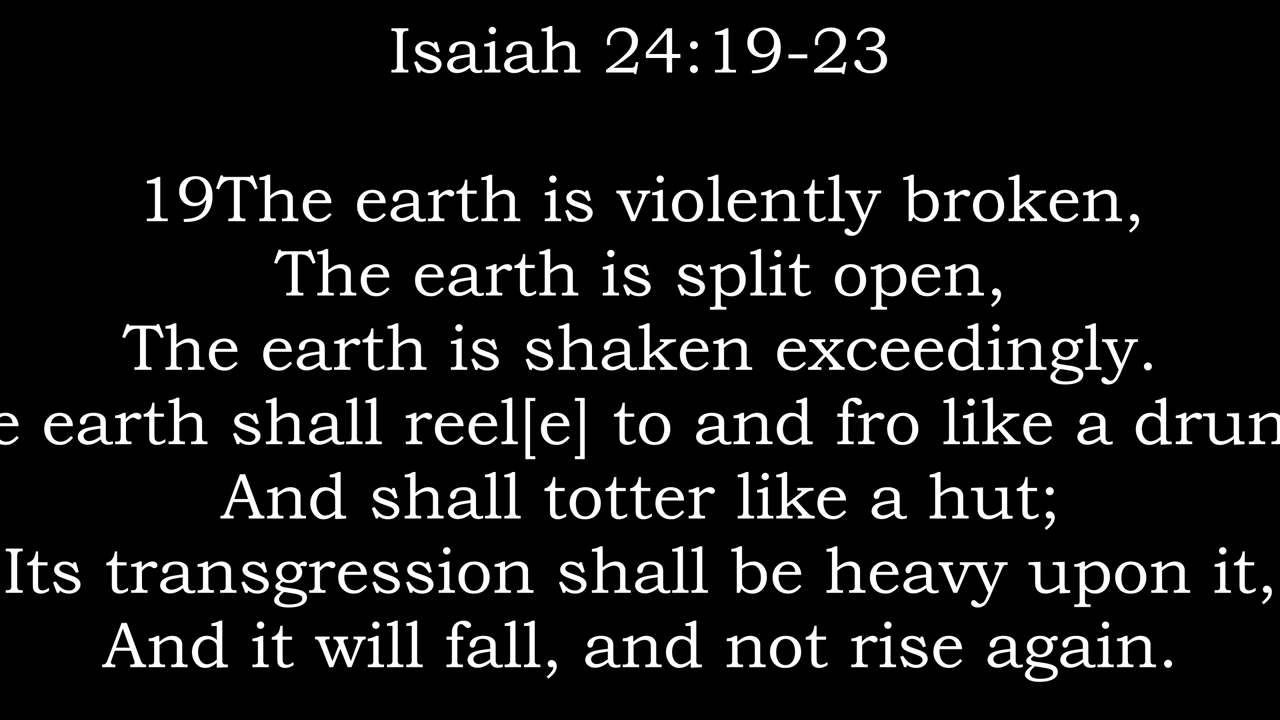 Isaiah 24:19-23
19The earth is violently broken,
The earth is split open,
The earth is shaken exceedingly.
e earth shall reel[e] to and fro like a drun
And shall totter like a hut;
Its transgression shall be heavy upon it,
And it will fall, and not rise again.